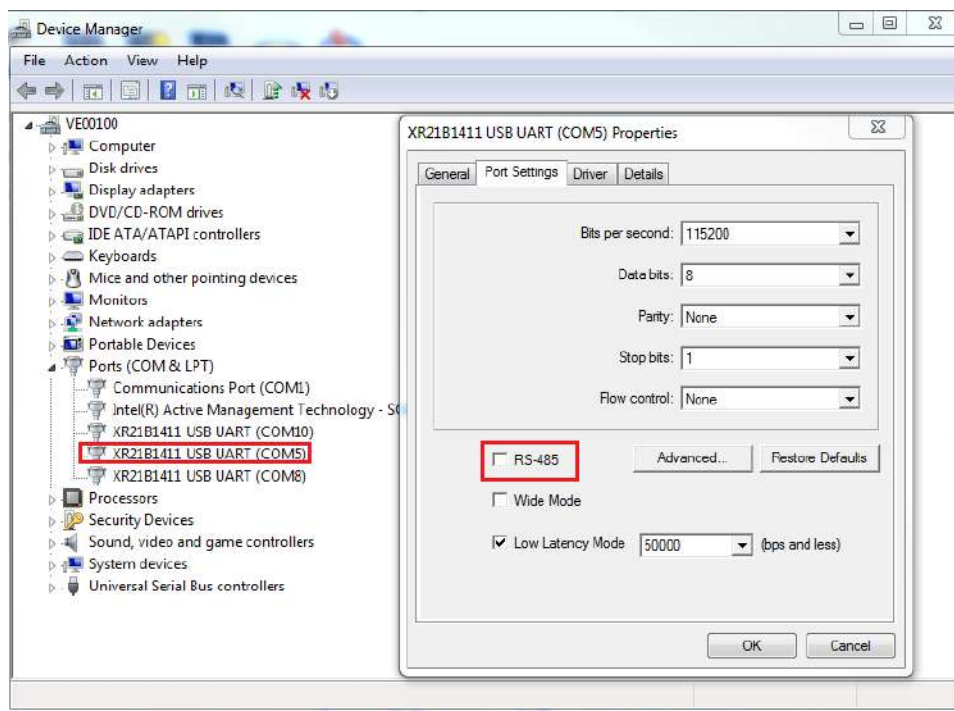 Device Manager
File Action View Help
VE00100
Computer
Disk drives
Display adapters
DVD/CD-ROM drives
IDE ATA/ATAPI controllers
Keyboards
Mice and other pointing devices
Monitors
Network adapters
Portable Devices
Ports (COM & LPT)
Communications Port (COM1)
Intel(R) Active Management Technology - SO
XR21B1411 USB UART (COM10)
XR21B1411 USB UART (COM5)
XR21B1411 USB UART (COM8)
Processors
Security Devices
Sound, video and game controllers
System devices
Universal Serial Bus controllers
XR21B1411 USB UART (COM5) Properties
General Port Settings Driver Details
Bits per second: 115200
Data bits: 8
Parity: None
Stop bits: 1
Flow control: None
RS-485 Advanced... Restore Defaults
Wide Mode
Low Latency Mode 50000 (bps and less)
OK Cancel